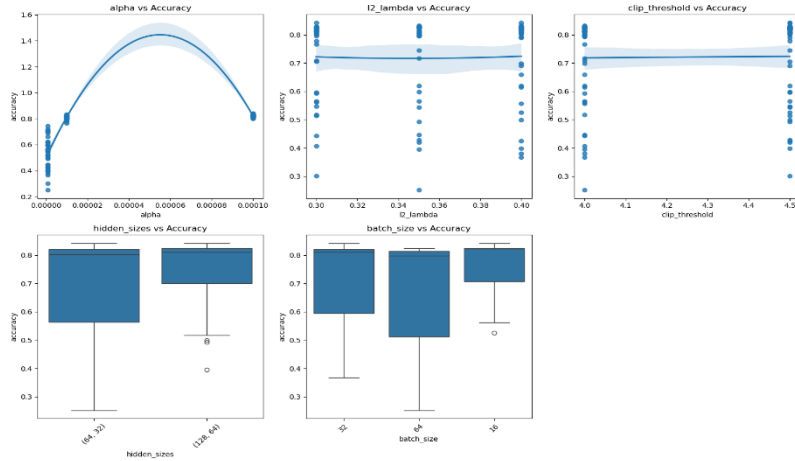 alpha vs Accuracy
1.6
1.4
1.2
1.0
0.8
0.6
0.4
0.2
accuracy
0.00000 0.00002 0.00004 0.00006 0.00008 0.00010
alpha
l2_lambda vs Accuracy
0.8
0.7
0.6
0.5
0.4
0.3
accuracy
0.30 0.32 0.34 0.36 0.38 0.40
l2_lambda
clip_threshold vs Accuracy
0.8
0.7
0.6
0.5
0.4
0.3
accuracy
4.0 4.1 4.2 4.3 4.4 4.5
clip_threshold
hidden_sizes vs Accuracy
0.8
0.7
0.6
0.5
0.4
0.3
accuracy
(64, 32) (128, 64)
hidden_sizes
batch_size vs Accuracy
0.8
0.7
0.6
0.5
0.4
0.3
accuracy
32 64 16
batch_size